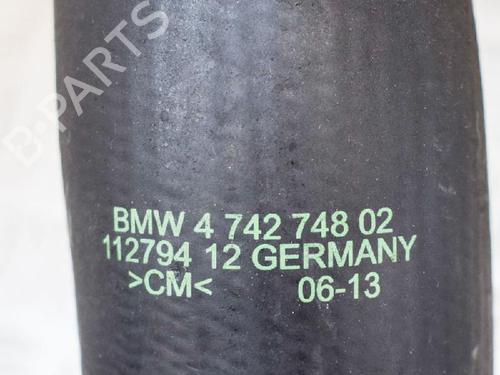 B-PARTS
BMW 4 742 748 02
112794 12 GERMANY
>CM< 06-13